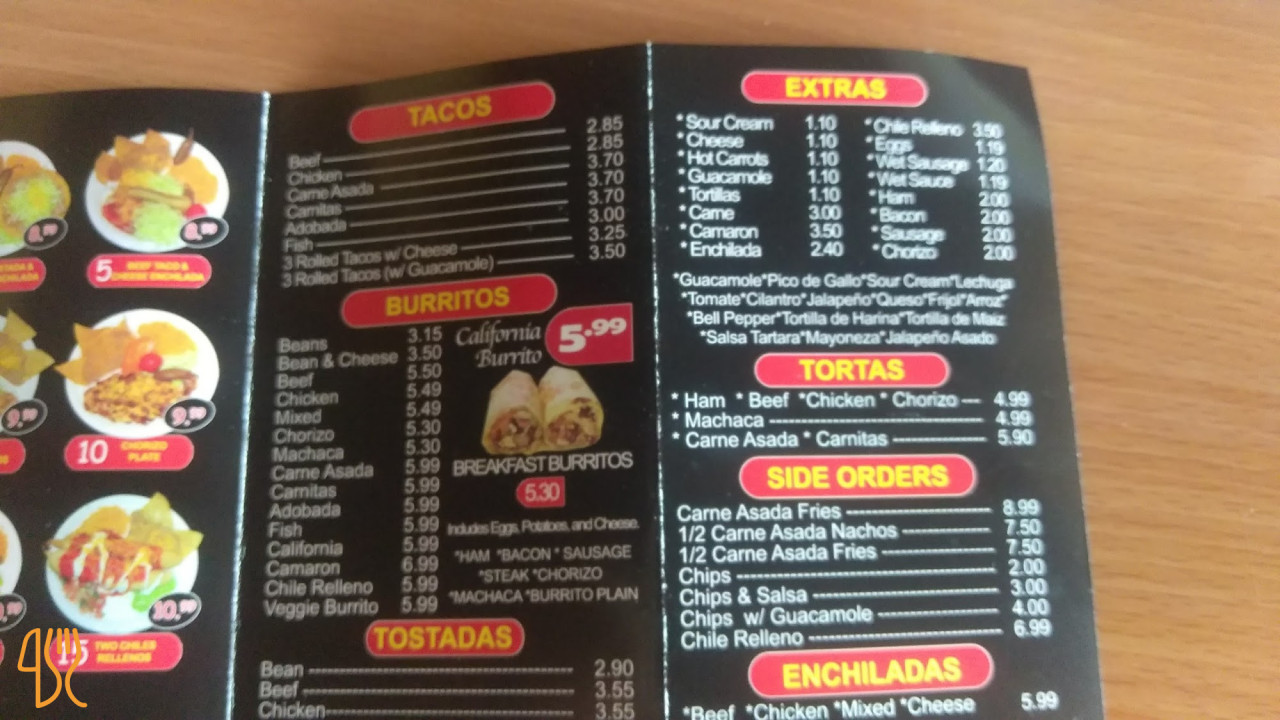 8.99
8.99
5 BEEF TACO &
CHEESE ENCHILADA
9.99
10 CHORIZO
PLATE
10.99
15 TWO CHILES
RELLENOS
TACOS
Beef 2.85
Chicken 2.85
Carne Asada 3.70
Carnitas 3.70
Adobada 3.70
Fish 3.00
3 Rolled Tacos w/ Cheese 3.25
3 Rolled Tacos (w/ Guacamole) 3.50
BURRITOS
Beans 3.15
Bean & Cheese 3.50
Beef 5.50
Chicken 5.49
Mixed 5.49
Chorizo 5.30
Machaca 5.30
Carne Asada 5.99
Carnitas 5.99
Adobada 5.99
Fish 5.99
California 5.99
Camaron 6.99
Chile Relleno 5.99
Veggie Burrito 5.99
California
Burrito
5.99
BREAKFAST BURRITOS
5.30
Includes Eggs, Potatoes, and Cheese.
*HAM *BACON * SAUSAGE
*STEAK *CHORIZO
*MACHACA *BURRITO PLAIN
TOSTADAS
Bean 2.90
Beef 3.55
Chicken 3.55
EXTRAS
* Sour Cream 1.10
* Cheese 1.10
* Hot Carrots 1.10
* Guacamole 1.10
* Tortillas 1.10
* Carne 3.00
* Camaron 3.50
* Enchilada 2.40
* Chile Relleno 3.50
* Eggs 1.19
* Wet Sausage 1.20
* Wet Sauce 1.19
* Ham 2.00
* Bacon 2.00
* Sausage 2.00
* Chorizo 2.00
*Guacamole*Pico de Gallo*Sour Cream*Lechuga
*Tomate*Cilantro*Jalapeño*Queso*Frijol*Arroz*
*Bell Pepper*Tortilla de Harina*Tortilla de Maiz
*Salsa Tartara*Mayoneza*Jalapeño Asado
TORTAS
* Ham * Beef *Chicken * Chorizo 4.99
* Machaca 4.99
* Carne Asada * Carnitas 5.90
SIDE ORDERS
Carne Asada Fries 8.99
1/2 Carne Asada Nachos 7.50
1/2 Carne Asada Fries 7.50
Chips 2.00
Chips & Salsa 3.00
Chips w/ Guacamole 4.00
Chile Relleno 6.99
ENCHILADAS
*Beef *Chicken *Mixed *Cheese 5.99